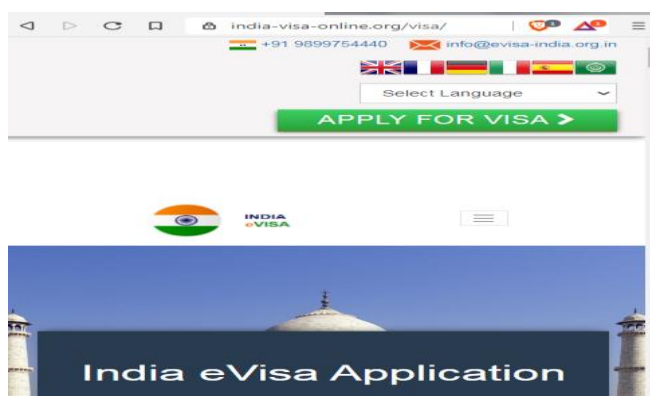 india-visa-online.org/visa/
+91 9899754440 info@evisa-india.org.in
Select Language
APPLY FOR VISA >
INDIA
eVISA
India eVisa Application